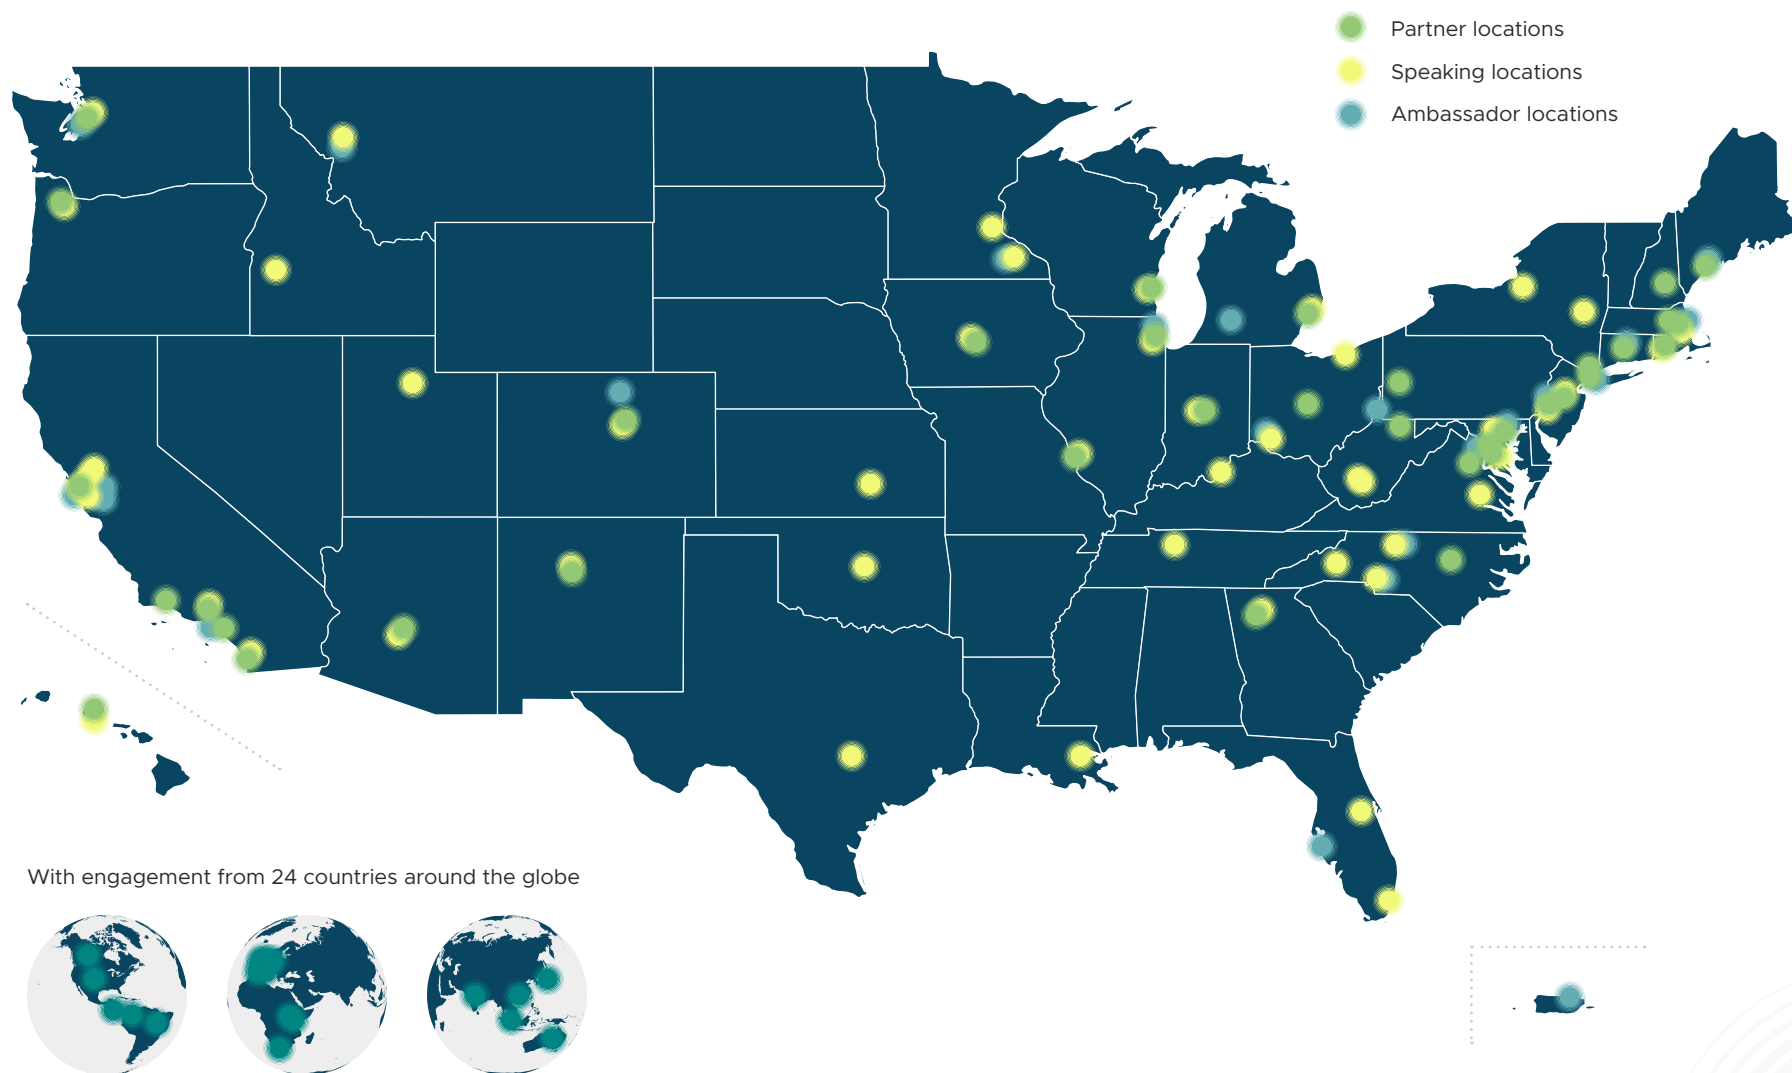 Partner locations
Speaking locations
Ambassador locations
With engagement from 24 countries around the globe